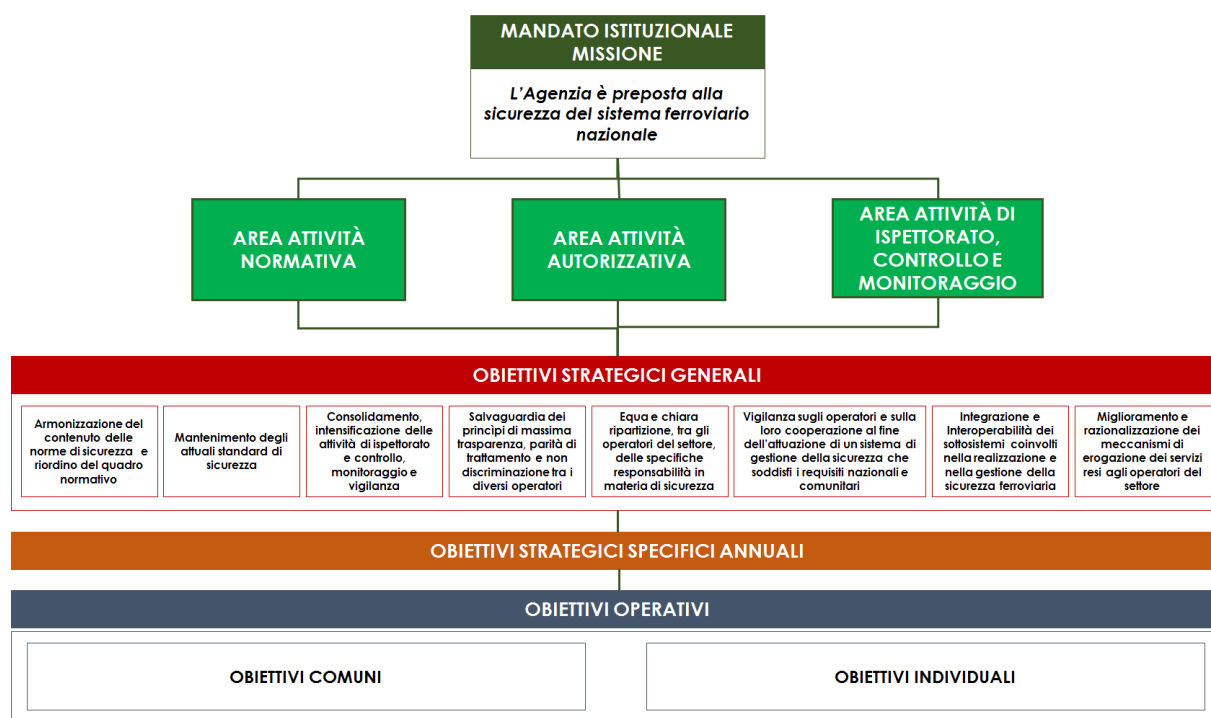 MANDATO ISTITUZIONALE
MISSIONE
L'Agenzia è preposta alla
sicurezza del sistema ferroviario
nazionale
AREA ATTIVITÀ
NORMATIVA
AREA ATTIVITÀ
AUTORIZZATIVA
AREA ATTIVITÀ DI
ISPETTORATO,
CONTROLLO E
MONITORAGGIO
OBIETTIVI STRATEGICI GENERALI
Armonizzazione del
contenuto delle
norme di sicurezza e
riordino del quadro
normativo
Mantenimento degli
attuali standard di
sicurezza
Consolidamento,
intensificazione delle
attività di ispettorato
e controllo,
monitoraggio e
vigilanza
Salvaguardia dei
princìpi di massima
trasparenza, parità di
trattamento e non
discriminazione tra i
diversi operatori
Equa e chiara
ripartizione, tra gli
operatori del settore,
delle specifiche
responsabilità in
materia di sicurezza
Vigilanza sugli operatori e sulla
loro cooperazione al fine
dell'attuazione di un sistema di
gestione della sicurezza che
soddisfi i requisiti nazionali e
comunitari
Integrazione e
Interoperabilità dei
sottosistemi coinvolti
nella realizzazione e
nella gestione della
sicurezza ferroviaria
Miglioramento e
razionalizzazione dei
meccanismi di
erogazione dei servizi
resi agli operatori del
settore
OBIETTIVI STRATEGICI SPECIFICI ANNUALI
OBIETTIVI OPERATIVI
OBIETTIVI COMUNI
OBIETTIVI INDIVIDUALI